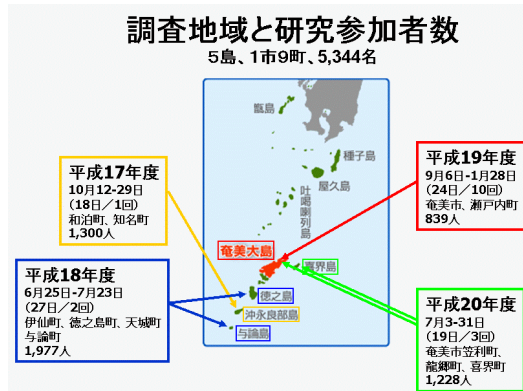 調査地域と研究参加者数
5島、1市9町、5,344名
甑島
種子島
屋久島
吐噶喇列島
奄美大島
喜界島
徳之島
沖永良部島
与論島
平成17年度
10月12-29日
(18日/1回)
和泊町、知名町
1,300人
平成18年度
6月25日-7月23日
(27日/2回)
伊仙町、徳之島町、天城町
与論町
1,977人
平成19年度
9月6日-1月28日
(24日/10回)
奄美市、瀬戸内町
839人
平成20年度
7月3-31日
(19日/3回)
奄美市笠利町、
龍郷町、喜界町
1,228人